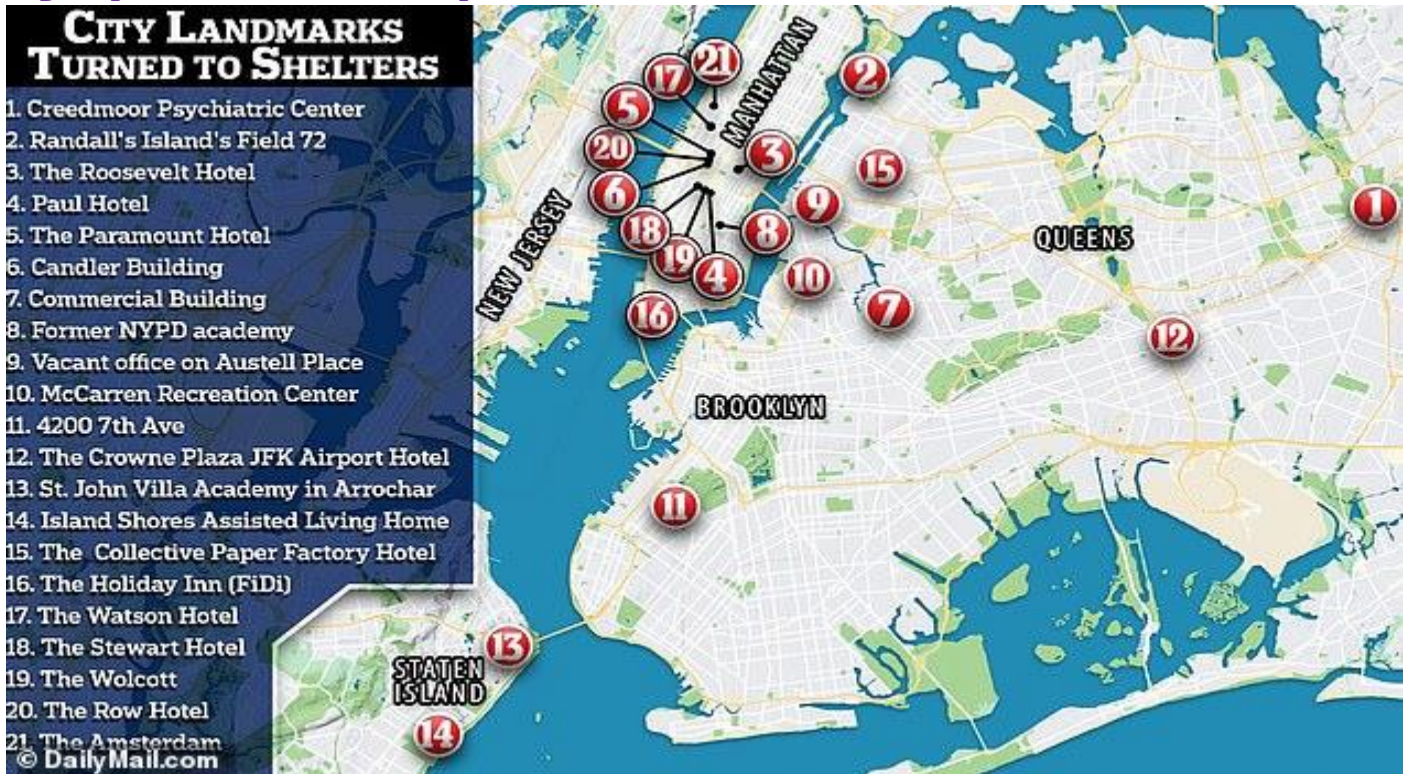 CITY LANDMARKS
TURNED TO SHELTERS
1. Creedmoor Psychiatric Center
2. Randall's Island's Field 72
3. The Roosevelt Hotel
4. Paul Hotel
5. The Paramount Hotel
6. Candler Building
7. Commercial Building
8. Former NYPD academy
9. Vacant office on Austell Place
10. McCarren Recreation Center
11. 4200 7th Ave
12. The Crowne Plaza JFK Airport Hotel
13. St. John Villa Academy in Arrochar
14. Island Shores Assisted Living Home
15. The Collective Paper Factory Hotel
16. The Holiday Inn (FiDi)
17. The Watson Hotel
18. The Stewart Hotel
19. The Wolcott
20. The Row Hotel
21. The Amsterdam
© DailyMail.com
21
17
2
5
MANHATTAN
20
3
15
6
9
1
18
8
QUEENS
NEW JERSEY
19
4
10
16
7
12
BROOKLYN
11
13
STATEN
ISLAND
14